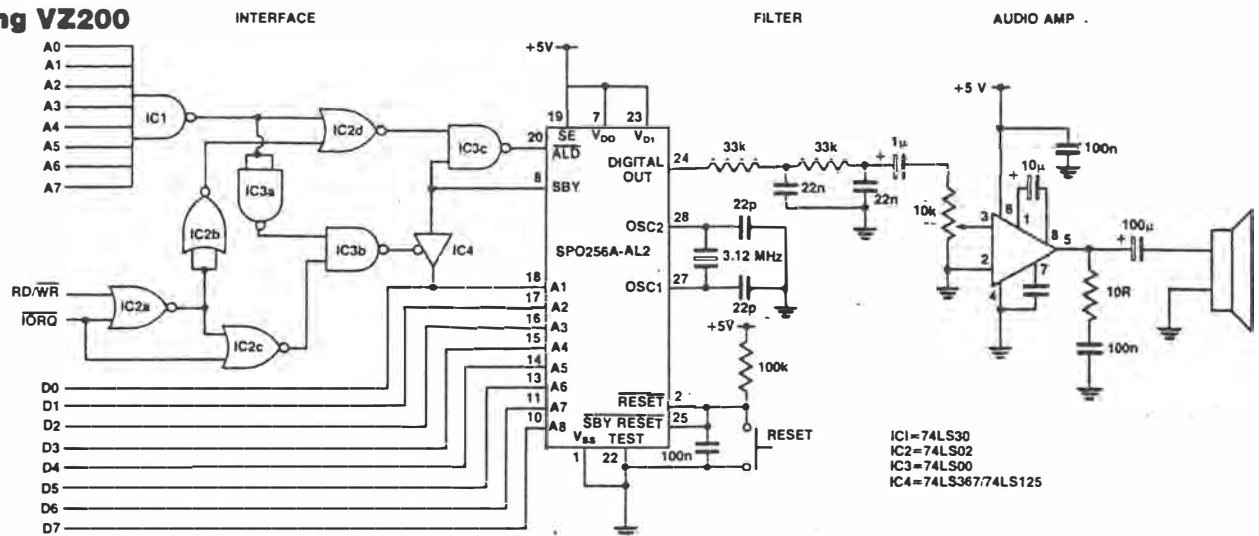 ng VZ200
INTERFACE
FILTER
AUDIO AMP
A0
A1
A2
A3
A4
A5
A6
A7
IC1
IC2d
IC3c
IC3a
IC2b
IC3b
IC4
IC2a
IC2c
RD/WR
IORQ
D0
D1
D2
D3
D4
D5
D6
D7
+5V
19
7
23
SE
VDD
VD1
20
ALD
8
SBY
DIGITAL
OUT
24
OSC2
28
SPO256A-AL2
OSC1
27
18
A1
17
A2
16
A3
15
A4
14
A5
13
A6
11
A7
10
A8
RESET
2
SBY RESET
25
VSS
TEST
1
22
33k
33k
22n
22n
+
1µ
22p
3.12 MHz
22p
+5V
100k
100n
RESET
+5 V
100n
10µ
+
10k
3
6
1
8
5
2
4
7
100µ
+
10R
100n
IC1=74LS30
IC2=74LS02
IC3=74LS00
IC4=74LS367/74LS125